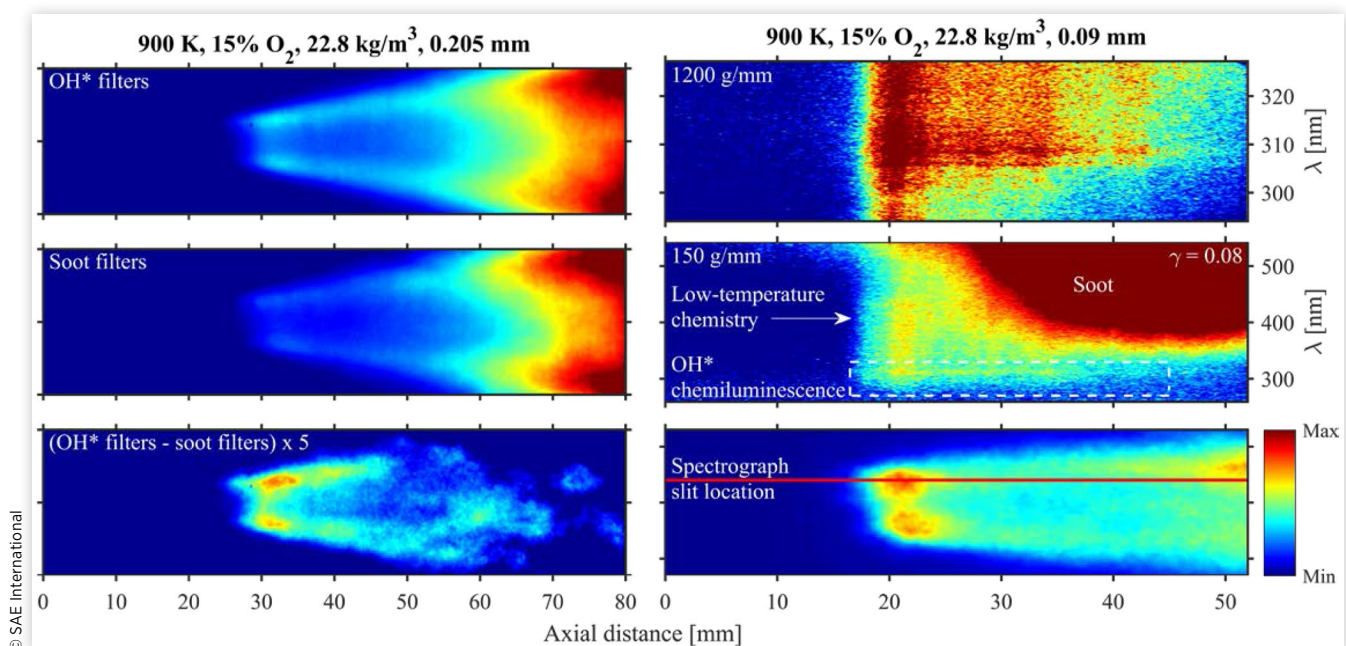 900 K, 15% O2, 22.8 kg/m3, 0.205 mm
OH* filters
Soot filters
(OH* filters - soot filters) x 5
0 10 20 30 40 50 60 70 80
900 K, 15% O2, 22.8 kg/m3, 0.09 mm
1200 g/mm
320
310
300
λ [nm]
150 g/mm
γ = 0.08
Soot
Low-temperature
chemistry
OH*
chemiluminescence
500
400
300
λ [nm]
Spectrograph
slit location
Max
Min
0 10 20 30 40 50
Axial distance [mm]
© SAE International